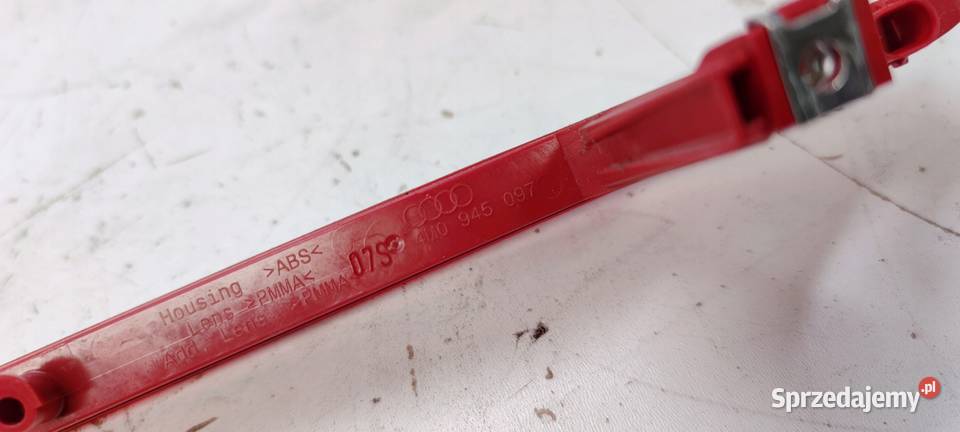 4M0 945 097
07S
Housing >ABS<
Lens >PMMA<
Add Lens >PMMA
Sprzedajemy.pl